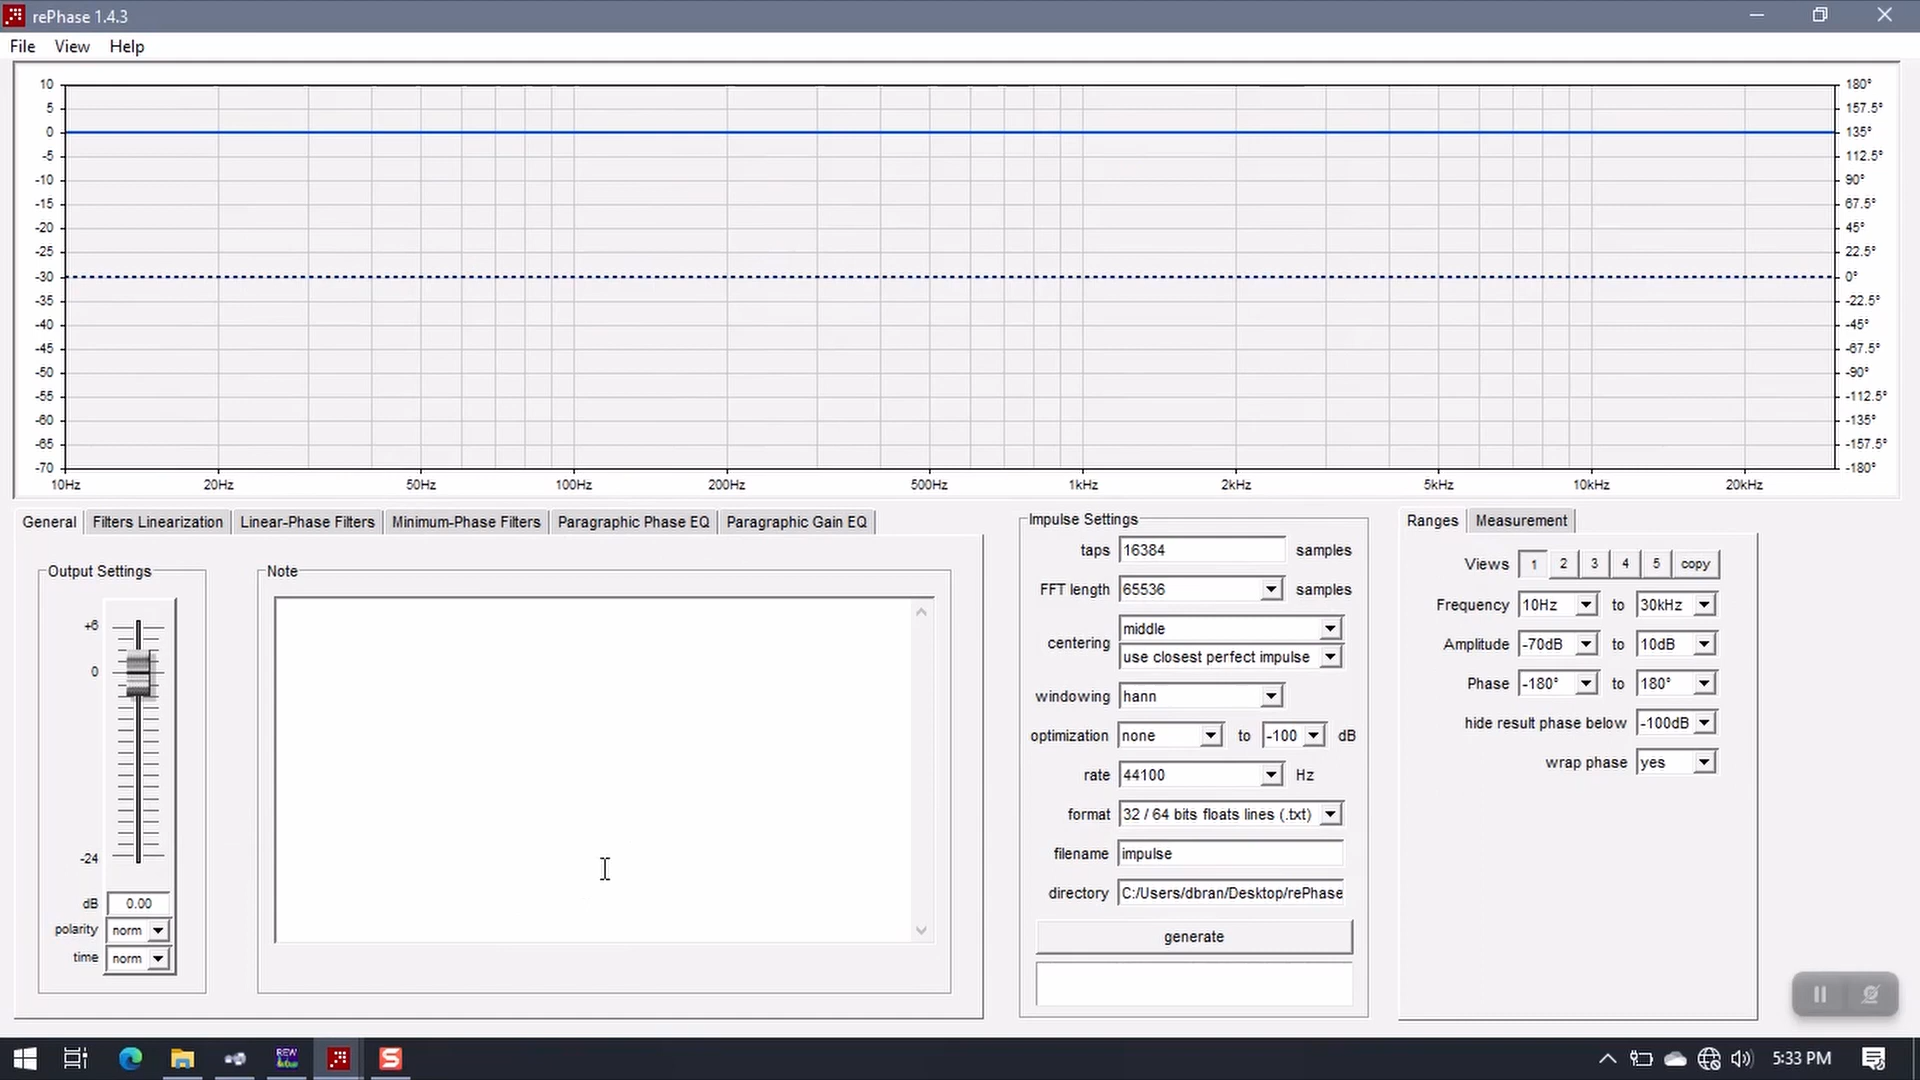 rePhase 1.4.3
File View Help
10 180°
5 157.5°
0 135°
-5 112.5°
-10 90°
-15 67.5°
-20 45°
-25 22.5°
-30 0°
-35 -22.5°
-40 -45°
-45 -67.5°
-50 -90°
-55 -112.5°
-60 -135°
-65 -157.5°
-70 -180°
10Hz 20Hz 50Hz 100Hz 200Hz 500Hz 1kHz 2kHz 5kHz 10kHz 20kHz
General Filters Linearization Linear-Phase Filters Minimum-Phase Filters Paragraphic Phase EQ Paragraphic Gain EQ
Output Settings
+6
0
-24
dB 0.00
polarity norm
time norm
Note
Impulse Settings
taps 16384 samples
FFT length 65536 samples
centering middle
use closest perfect impulse
windowing hann
optimization none to -100 dB
rate 44100 Hz
format 32 / 64 bits floats lines (.txt)
filename impulse
directory C:/Users/dbran/Desktop/rePhase
generate
Ranges Measurement
Views 1 2 3 4 5 copy
Frequency 10Hz to 30kHz
Amplitude -70dB to 10dB
Phase -180° to 180°
hide result phase below -100dB
wrap phase yes
REW
5:33 PM